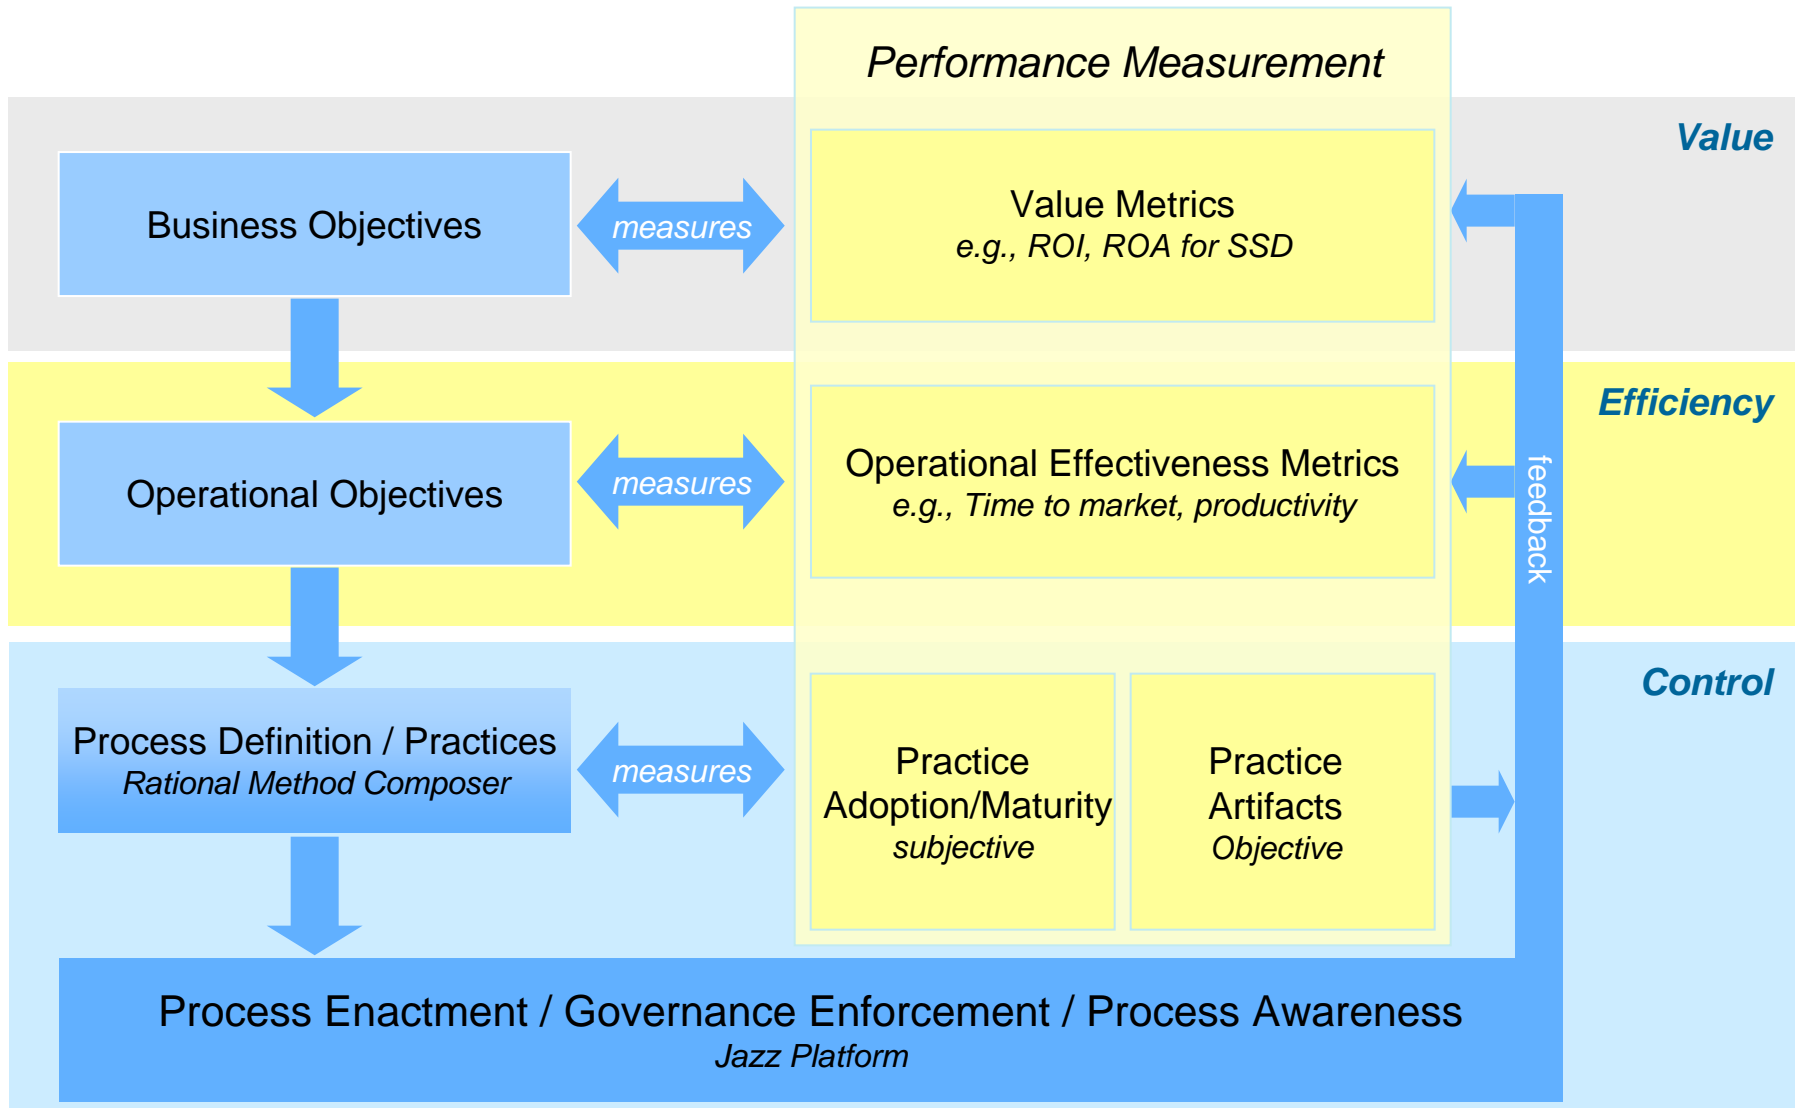 Performance Measurement
Value
Business Objectives
measures
Value Metrics
e.g., ROI, ROA for SSD
Efficiency
Operational Objectives
measures
Operational Effectiveness Metrics
e.g., Time to market, productivity
feedback
Control
Process Definition / Practices
Rational Method Composer
measures
Practice
Adoption/Maturity
subjective
Practice
Artifacts
Objective
Process Enactment / Governance Enforcement / Process Awareness
Jazz Platform